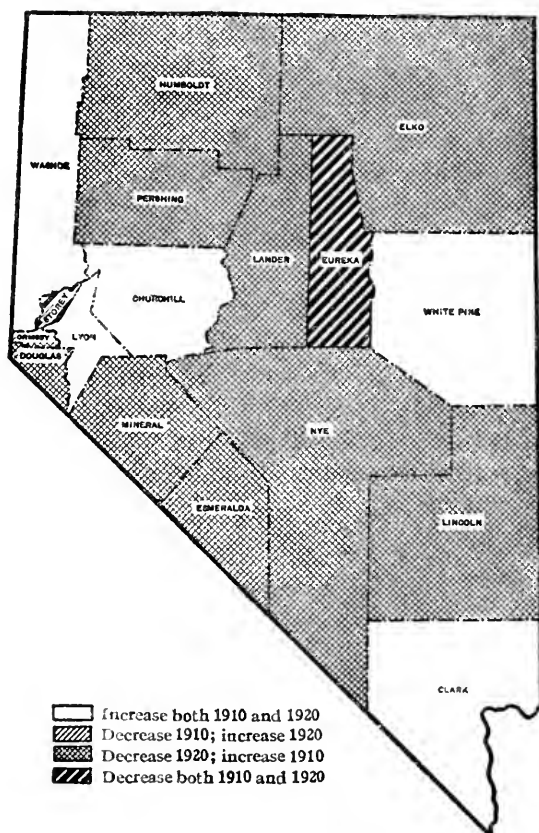 HUMBOLDT
ELKO
WASHOE
PERSHING
LANDER
EUREKA
CHURCHILL
WHITE PINE
STOREY
LYON
ORMSBY
DOUGLAS
MINERAL
NYE
ESMERALDA
LINCOLN
CLARK
Increase both 1910 and 1920
Decrease 1910; increase 1920
Decrease 1920; increase 1910
Decrease both 1910 and 1920